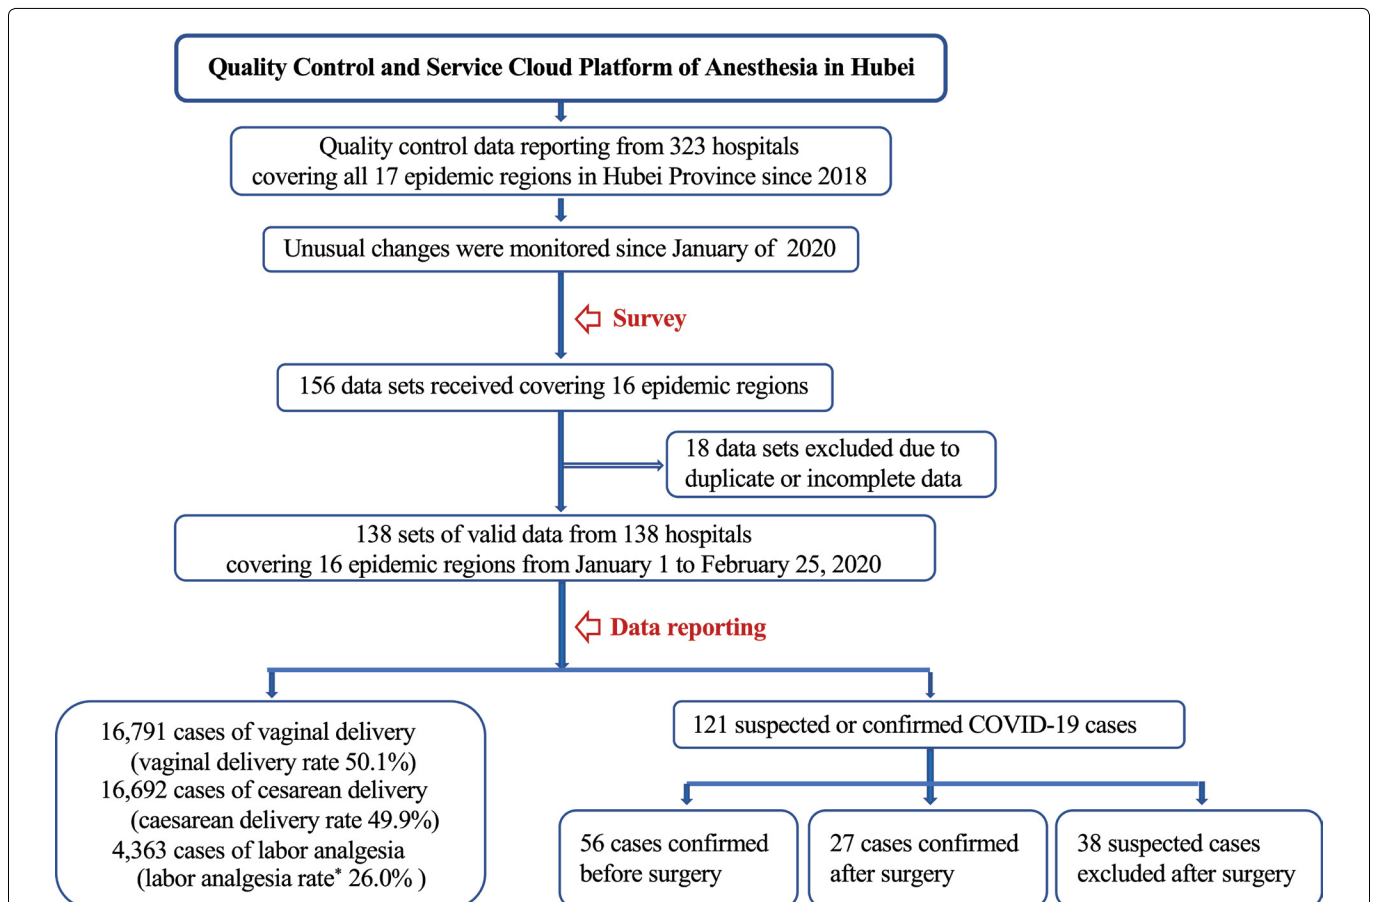 Quality Control and Service Cloud Platform of Anesthesia in Hubei
Quality control data reporting from 323 hospitals
covering all 17 epidemic regions in Hubei Province since 2018
Unusual changes were monitored since January of 2020
Survey
156 data sets received covering 16 epidemic regions
18 data sets excluded due to
duplicate or incomplete data
138 sets of valid data from 138 hospitals
covering 16 epidemic regions from January 1 to February 25, 2020
Data reporting
16,791 cases of vaginal delivery
(vaginal delivery rate 50.1%)
16,692 cases of cesarean delivery
(caesarean delivery rate 49.9%)
4,363 cases of labor analgesia
(labor analgesia rate* 26.0% )
121 suspected or confirmed COVID-19 cases
56 cases confirmed
before surgery
27 cases confirmed
after surgery
38 suspected cases
excluded after surgery